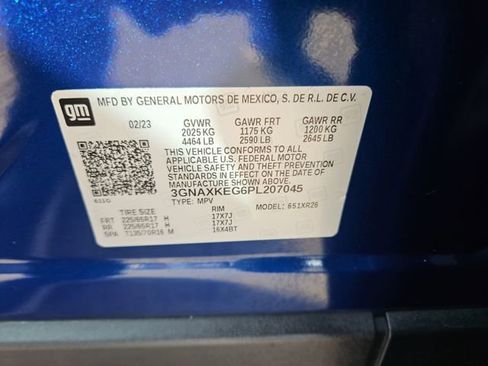 gm
MFD BY GENERAL MOTORS DE MEXICO, S. DE R.L. DE C.V.
02/23 GVWR GAWR FRT GAWR RR
2025 KG 1175 KG 1200 KG
4464 LB 2590 LB 2645 LB
THIS VEHICLE CONFORMS TO ALL
APPLICABLE U.S. FEDERAL MOTOR
VEHICLE SAFETY AND THEFT PREVENTION
STANDARDS IN EFFECT ON THE DATE OF
MANUFACTURE SHOWN ABOVE.
3GNAXKEG6PL207045
TYPE: MPV MODEL: 651XR26
TIRE SIZE RIM
FRT 225/65R17 H 17X7J
RR 225/65R17 H 17X7J
SPA T135/70R16 M 16X4BT